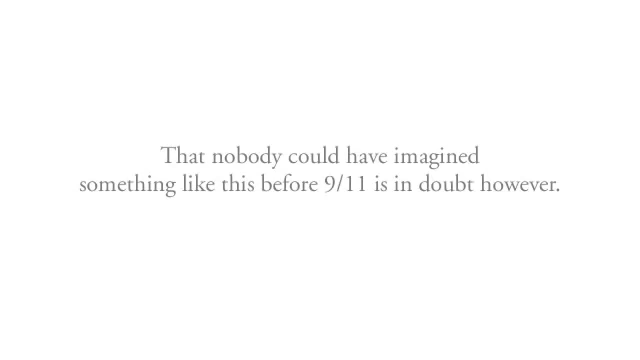 That nobody could have imagined
something like this before 9/11 is in doubt however.